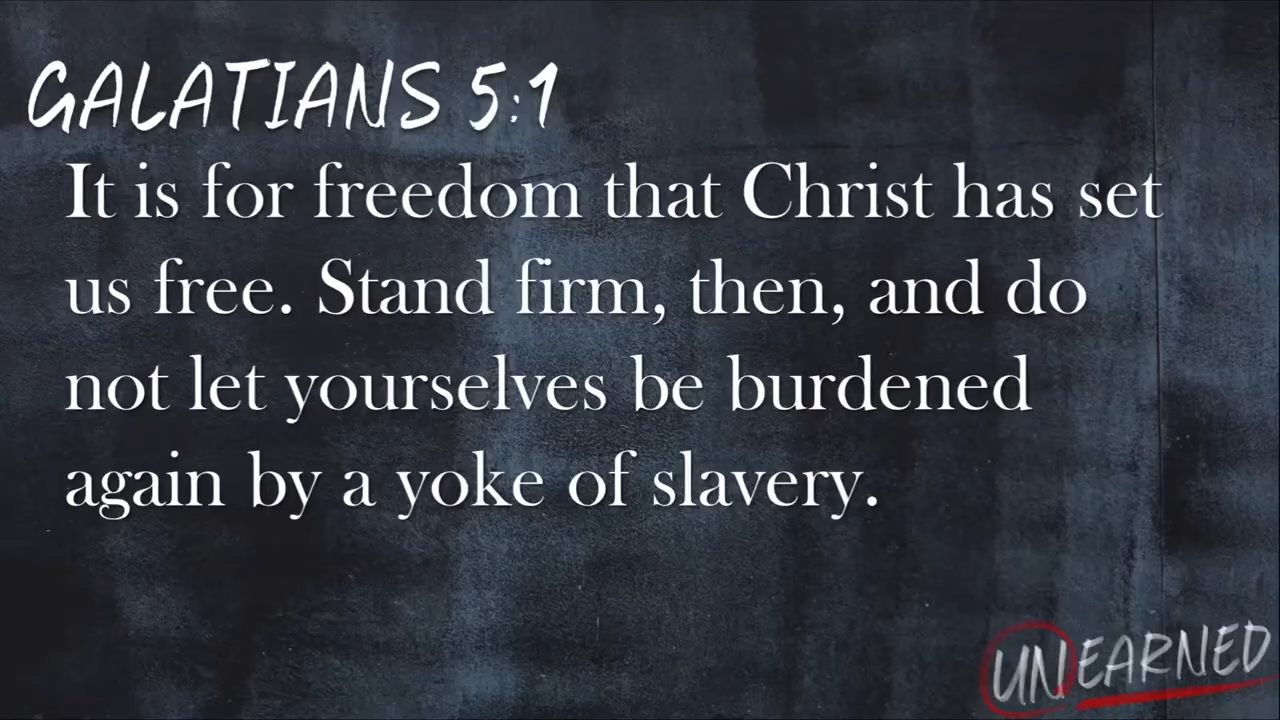 GALATIANS 5:1
It is for freedom that Christ has set
us free. Stand firm, then, and do
not let yourselves be burdened
again by a yoke of slavery.
UNEARNED